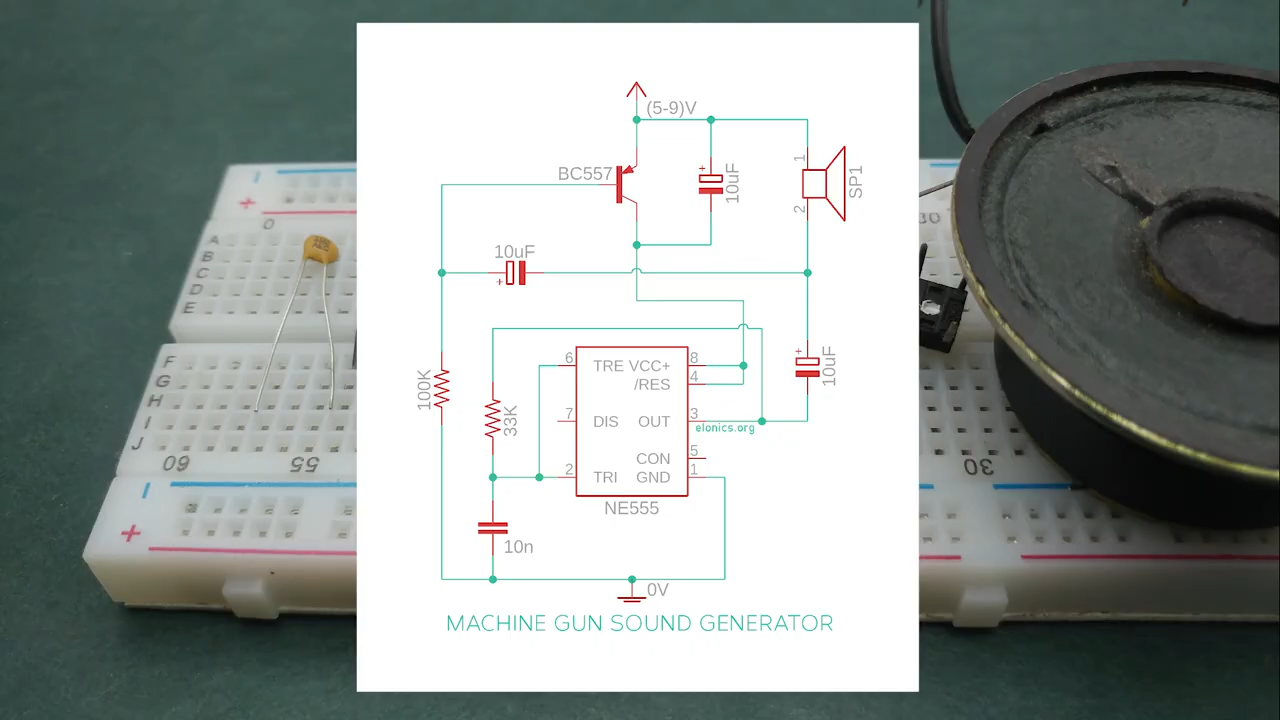 (5-9)V
BC557
10uF
1
2
SP1
10uF
10uF
100K
33K
6
TRE
VCC+
8
/RES
4
7
DIS
OUT
3
elonics.org
CON
5
2
TRI
GND
1
NE555
10n
0V
MACHINE GUN SOUND GENERATOR
+
0
A
B
C
D
E
F
G
H
I
J
60
55
+
30
30